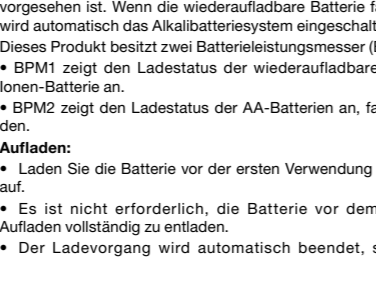 vorgesehen ist. Wenn die wiederaufladbare Batterie
wird automatisch das Alkalibatteriesystem
Dieses Produkt besitzt zwei Batterieleistungsmesser
• BPM1 zeigt den Ladestatus der
Ionen-Batterie an.
• BPM2 zeigt den Ladestatus der AA-Batterien an,
den.
Aufladen:
• Laden Sie die Batterie vor der ersten Verwendung
auf.
• Es ist nicht erforderlich, die Batterie vor dem
Aufladen vollständig zu entladen.
• Der Ladevorgang wird automatisch beendet,